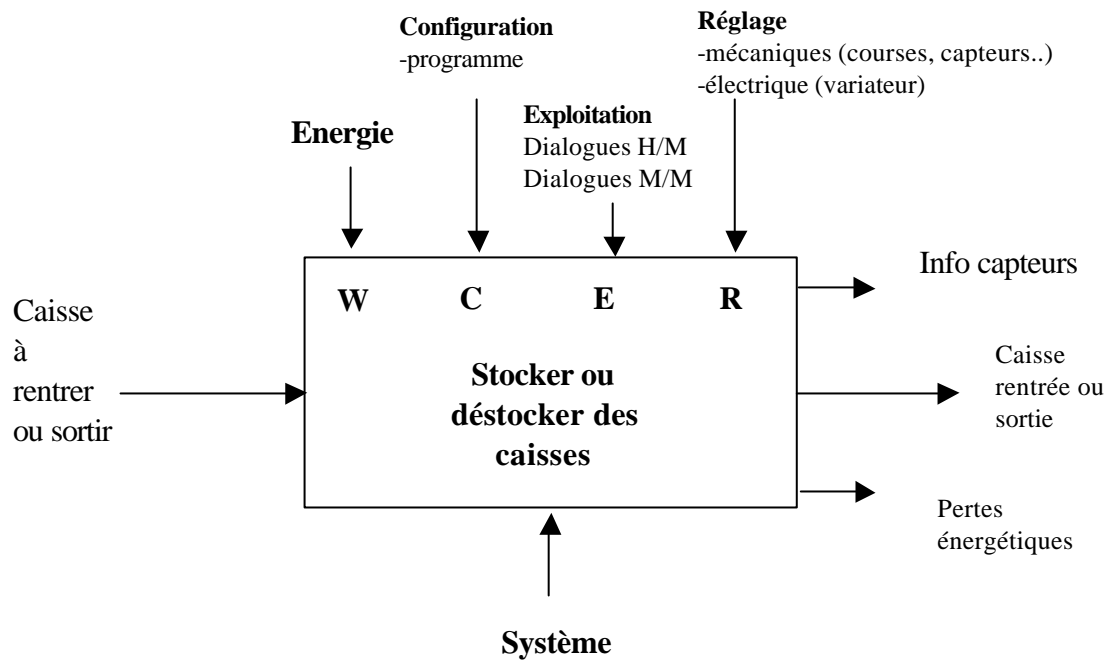 Configuration
-programme
Réglage
-mécaniques (courses, capteurs..)
-électrique (variateur)
Energie
Exploitation
Dialogues H/M
Dialogues M/M
W C E R
Stocker ou
déstocker des
caisses
Caisse
à
rentrer
ou sortir
Info capteurs
Caisse
rentrée ou
sortie
Pertes
énergétiques
Système